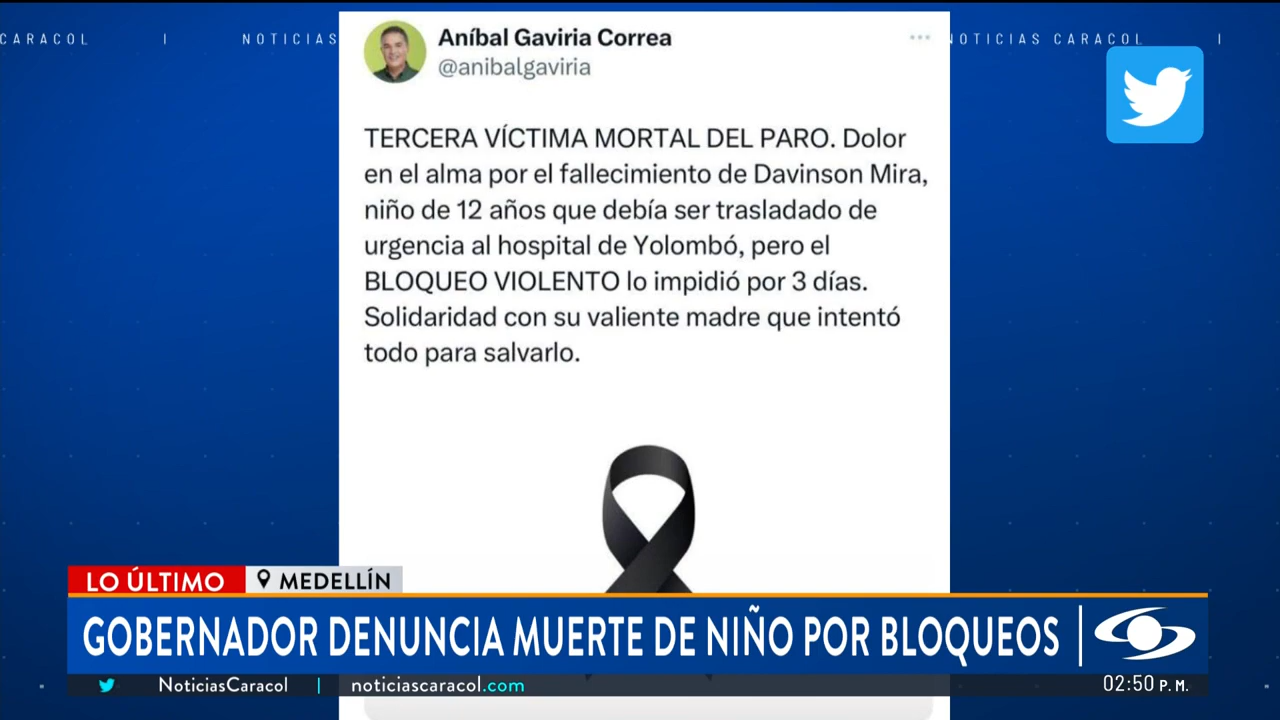 CARACOL | NOTICIAS
NOTICIAS CARACOL |
Aníbal Gaviria Correa
@anibalgaviria
TERCERA VÍCTIMA MORTAL DEL PARO. Dolor
en el alma por el fallecimiento de Davinson Mira,
niño de 12 años que debía ser trasladado de
urgencia al hospital de Yolombó, pero el
BLOQUEO VIOLENTO lo impidió por 3 días.
Solidaridad con su valiente madre que intentó
todo para salvarlo.
LO ÚLTIMO
MEDELLÍN
GOBERNADOR DENUNCIA MUERTE DE NIÑO POR BLOQUEOS
NoticiasCaracol | noticiascaracol.com
02:50 P. M.